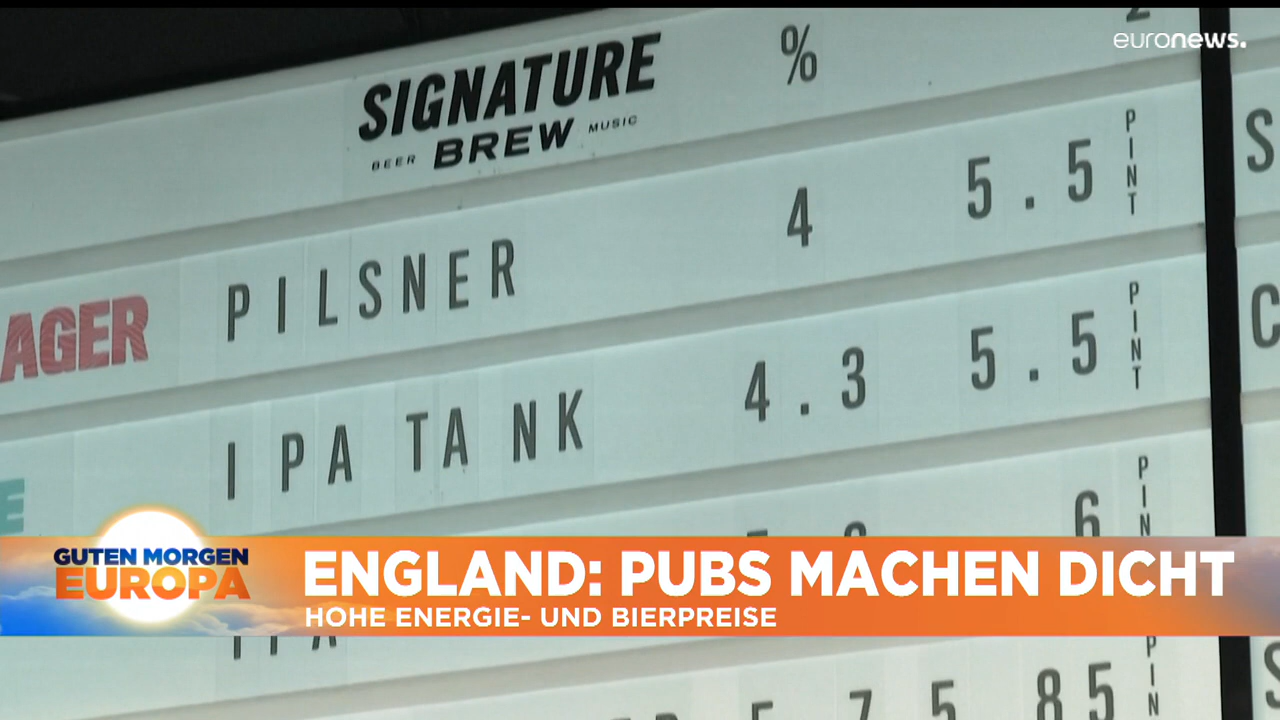 euronews.
SIGNATURE
BEER BREW MUSIC
%
PILSNER 4 5.5 PINT
AGER
IPA TANK 4.3 5.5 PINT
6
GUTEN MORGEN
EUROPA
ENGLAND: PUBS MACHEN DICHT
HOHE ENERGIE- UND BIERPREISE